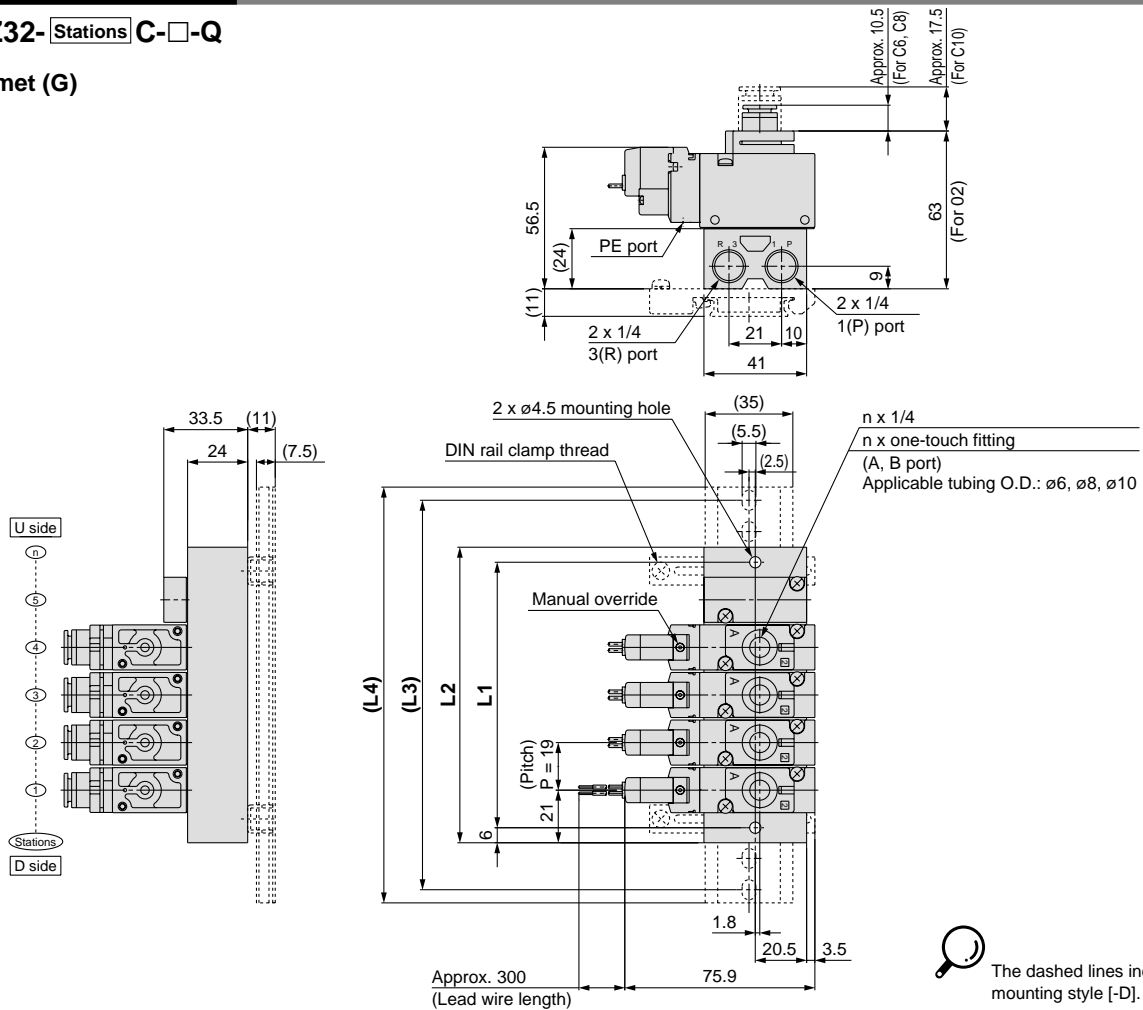 Z32- Stations C-□-Q
met (G)
Approx. 10.5
(For C6, C8)
Approx. 17.5
(For C10)
56.5
(24)
(11)
PE port
R 3 1 P
63
(For 02)
9
2 x 1/4
3(R) port
21
10
2 x 1/4
1(P) port
41
33.5
(11)
24
(7.5)
U side
n
5
4
3
2
1
Stations
D side
2 x ø4.5 mounting hole
(35)
(5.5)
(2.5)
DIN rail clamp thread
n x 1/4
n x one-touch fitting
(A, B port)
Applicable tubing O.D.: ø6, ø8, ø10
Manual override
(L4)
(L3)
L2
L1
(Pitch)
P = 19
21
6
A
2
A
2
A
2
A
2
1.8
20.5
3.5
Approx. 300
(Lead wire length)
75.9
The dashed lines in
mounting style [-D].